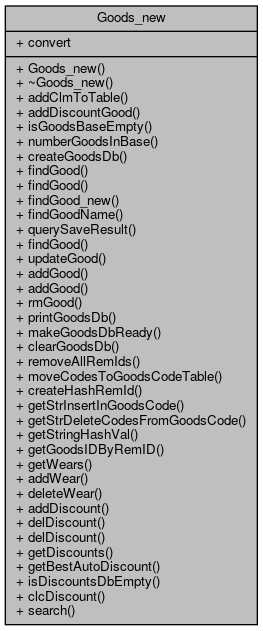 Goods_new
+ convert
+ Goods_new()
+ ~Goods_new()
+ addClmToTable()
+ addDiscountGood()
+ isGoodsBaseEmpty()
+ numberGoodsInBase()
+ createGoodsDb()
+ findGood()
+ findGood()
+ findGood_new()
+ findGoodName()
+ querySaveResult()
+ findGood()
+ updateGood()
+ addGood()
+ addGood()
+ rmGood()
+ printGoodsDb()
+ makeGoodsDbReady()
+ clearGoodsDb()
+ removeAllRemIds()
+ moveCodesToGoodsCodeTable()
+ createHashRemId()
+ getStrInsertInGoodsCode()
+ getStrDeleteCodesFromGoodsCode()
+ getStringHashVal()
+ getGoodsIDByRemID()
+ getWears()
+ addWear()
+ deleteWear()
+ addDiscount()
+ delDiscount()
+ delDiscount()
+ getDiscounts()
+ getBestAutoDiscount()
+ isDiscountsDbEmpty()
+ clcDiscount()
+ search()